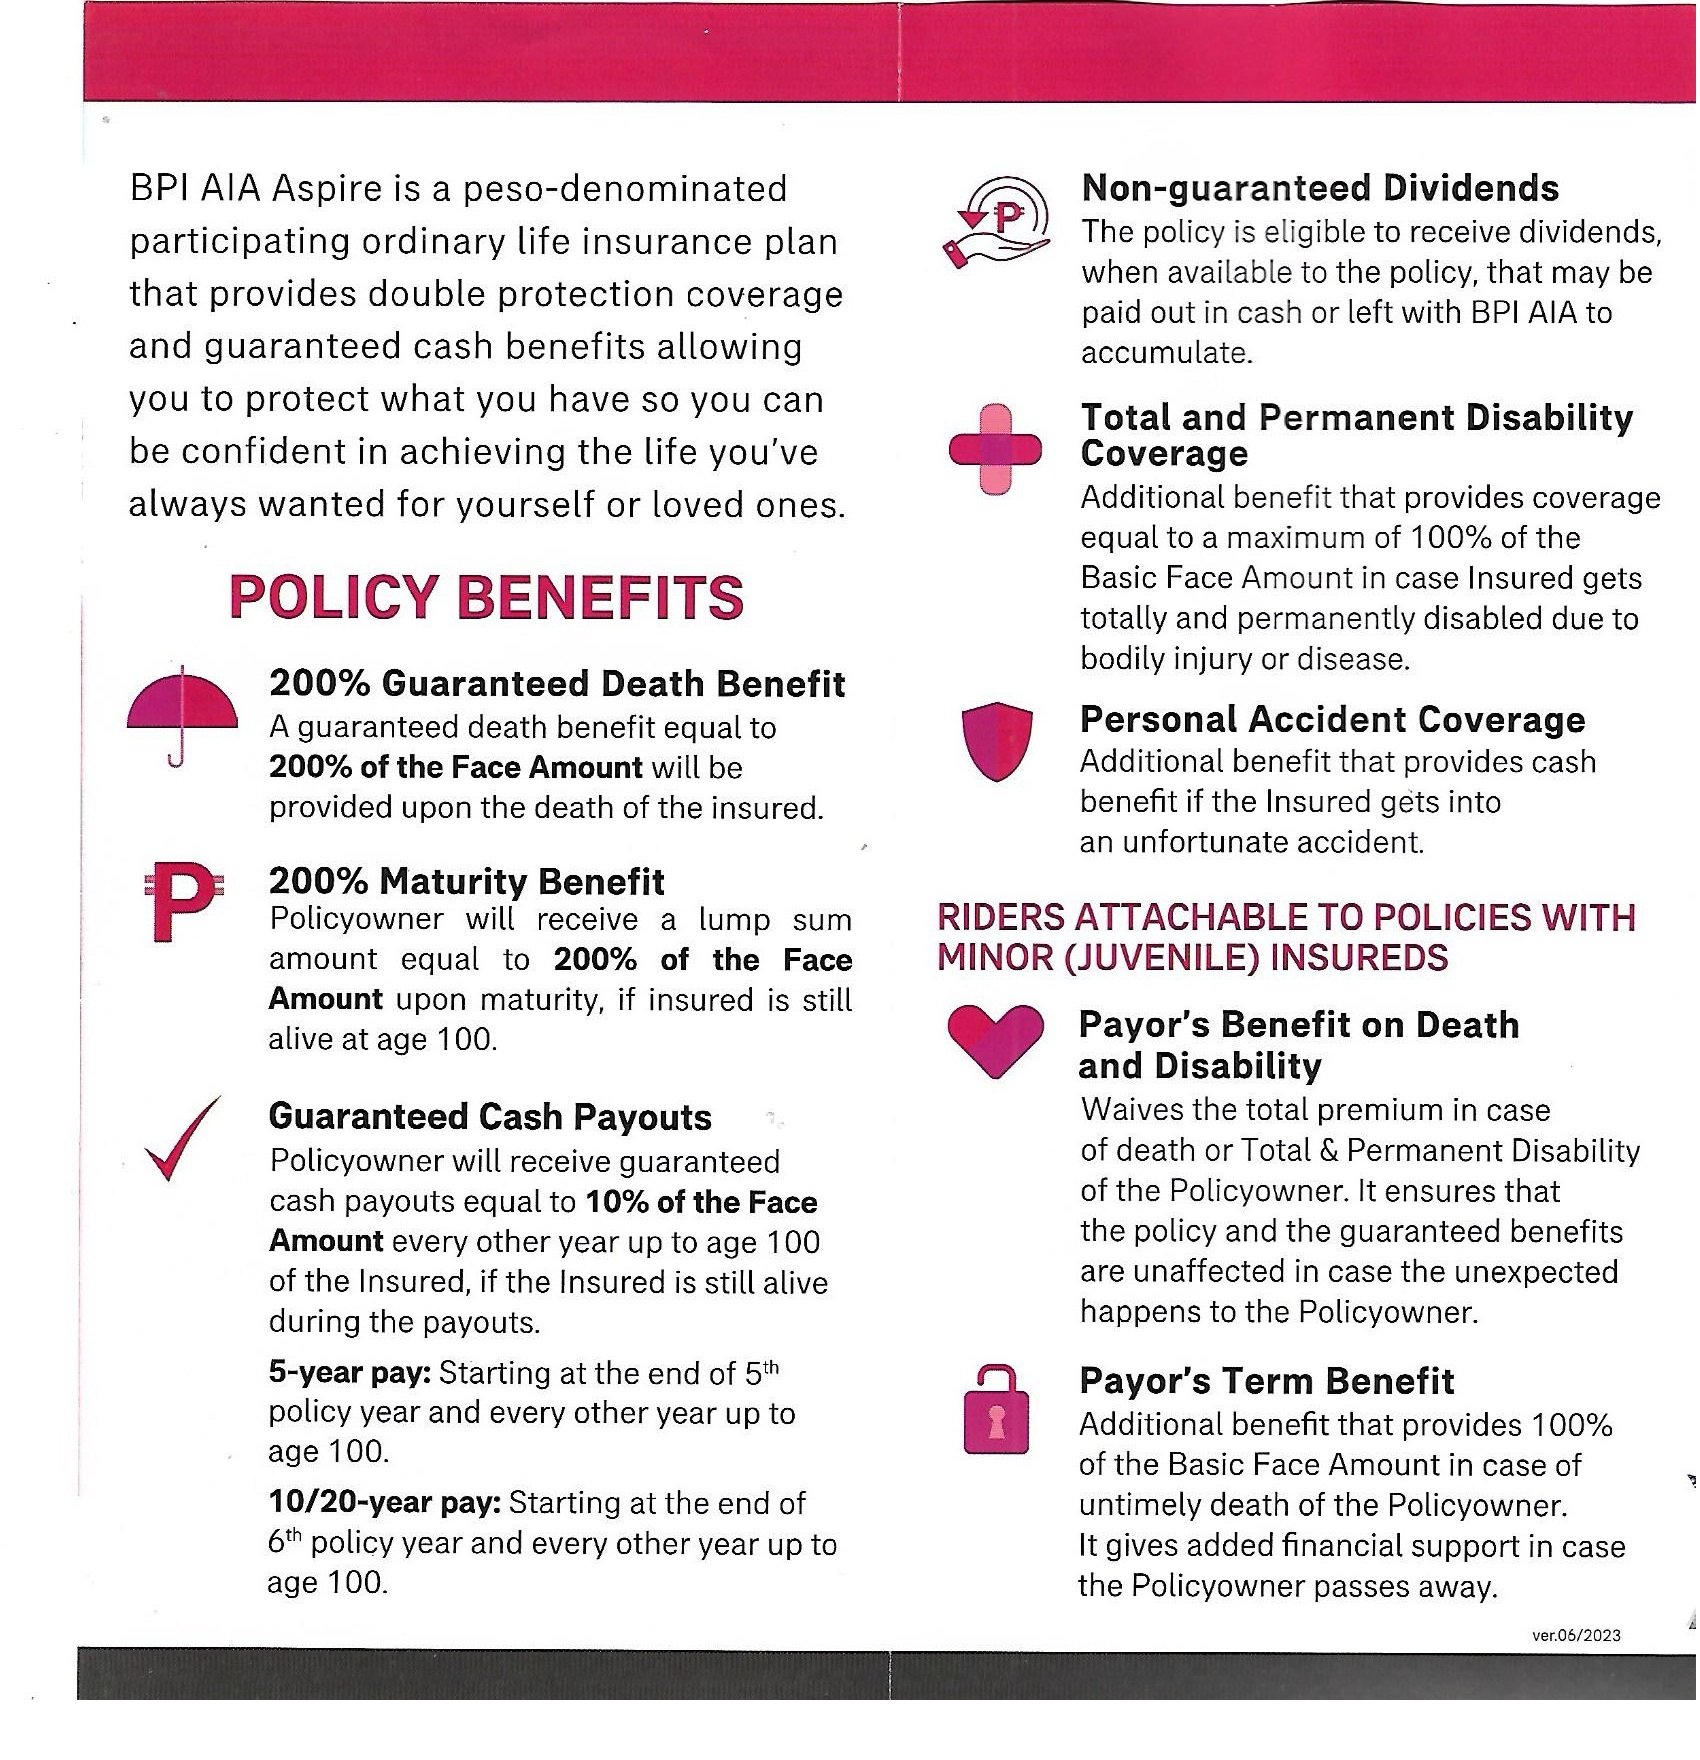 BPI AIA Aspire is a peso-denominated
participating ordinary life insurance plan
that provides double protection coverage
and guaranteed cash benefits allowing
you to protect what you have so you can
be confident in achieving the life you've
always wanted for yourself or loved ones.
POLICY BENEFITS
200% Guaranteed Death Benefit
A guaranteed death benefit equal to
200% of the Face Amount will be
provided upon the death of the insured.
₱
200% Maturity Benefit
Policyowner will receive a lump sum
amount equal to 200% of the Face
Amount upon maturity, if insured is still
alive at age 100.
Guaranteed Cash Payouts
Policyowner will receive guaranteed
cash payouts equal to 10% of the Face
Amount every other year up to age 100
of the Insured, if the Insured is still alive
during the payouts.
5-year pay: Starting at the end of 5th
policy year and every other year up to
age 100.
10/20-year pay: Starting at the end of
6th policy year and every other year up to
age 100.
₱
Non-guaranteed Dividends
The policy is eligible to receive dividends,
when available to the policy, that may be
paid out in cash or left with BPI AIA to
accumulate.
Total and Permanent Disability
Coverage
Additional benefit that provides coverage
equal to a maximum of 100% of the
Basic Face Amount in case Insured gets
totally and permanently disabled due to
bodily injury or disease.
Personal Accident Coverage
Additional benefit that provides cash
benefit if the Insured gets into
an unfortunate accident.
RIDERS ATTACHABLE TO POLICIES WITH
MINOR (JUVENILE) INSUREDS
Payor's Benefit on Death
and Disability
Waives the total premium in case
of death or Total & Permanent Disability
of the Policyowner. It ensures that
the policy and the guaranteed benefits
are unaffected in case the unexpected
happens to the Policyowner.
Payor's Term Benefit
Additional benefit that provides 100%
of the Basic Face Amount in case of
untimely death of the Policyowner.
It gives added financial support in case
the Policyowner passes away.
ver.06/2023